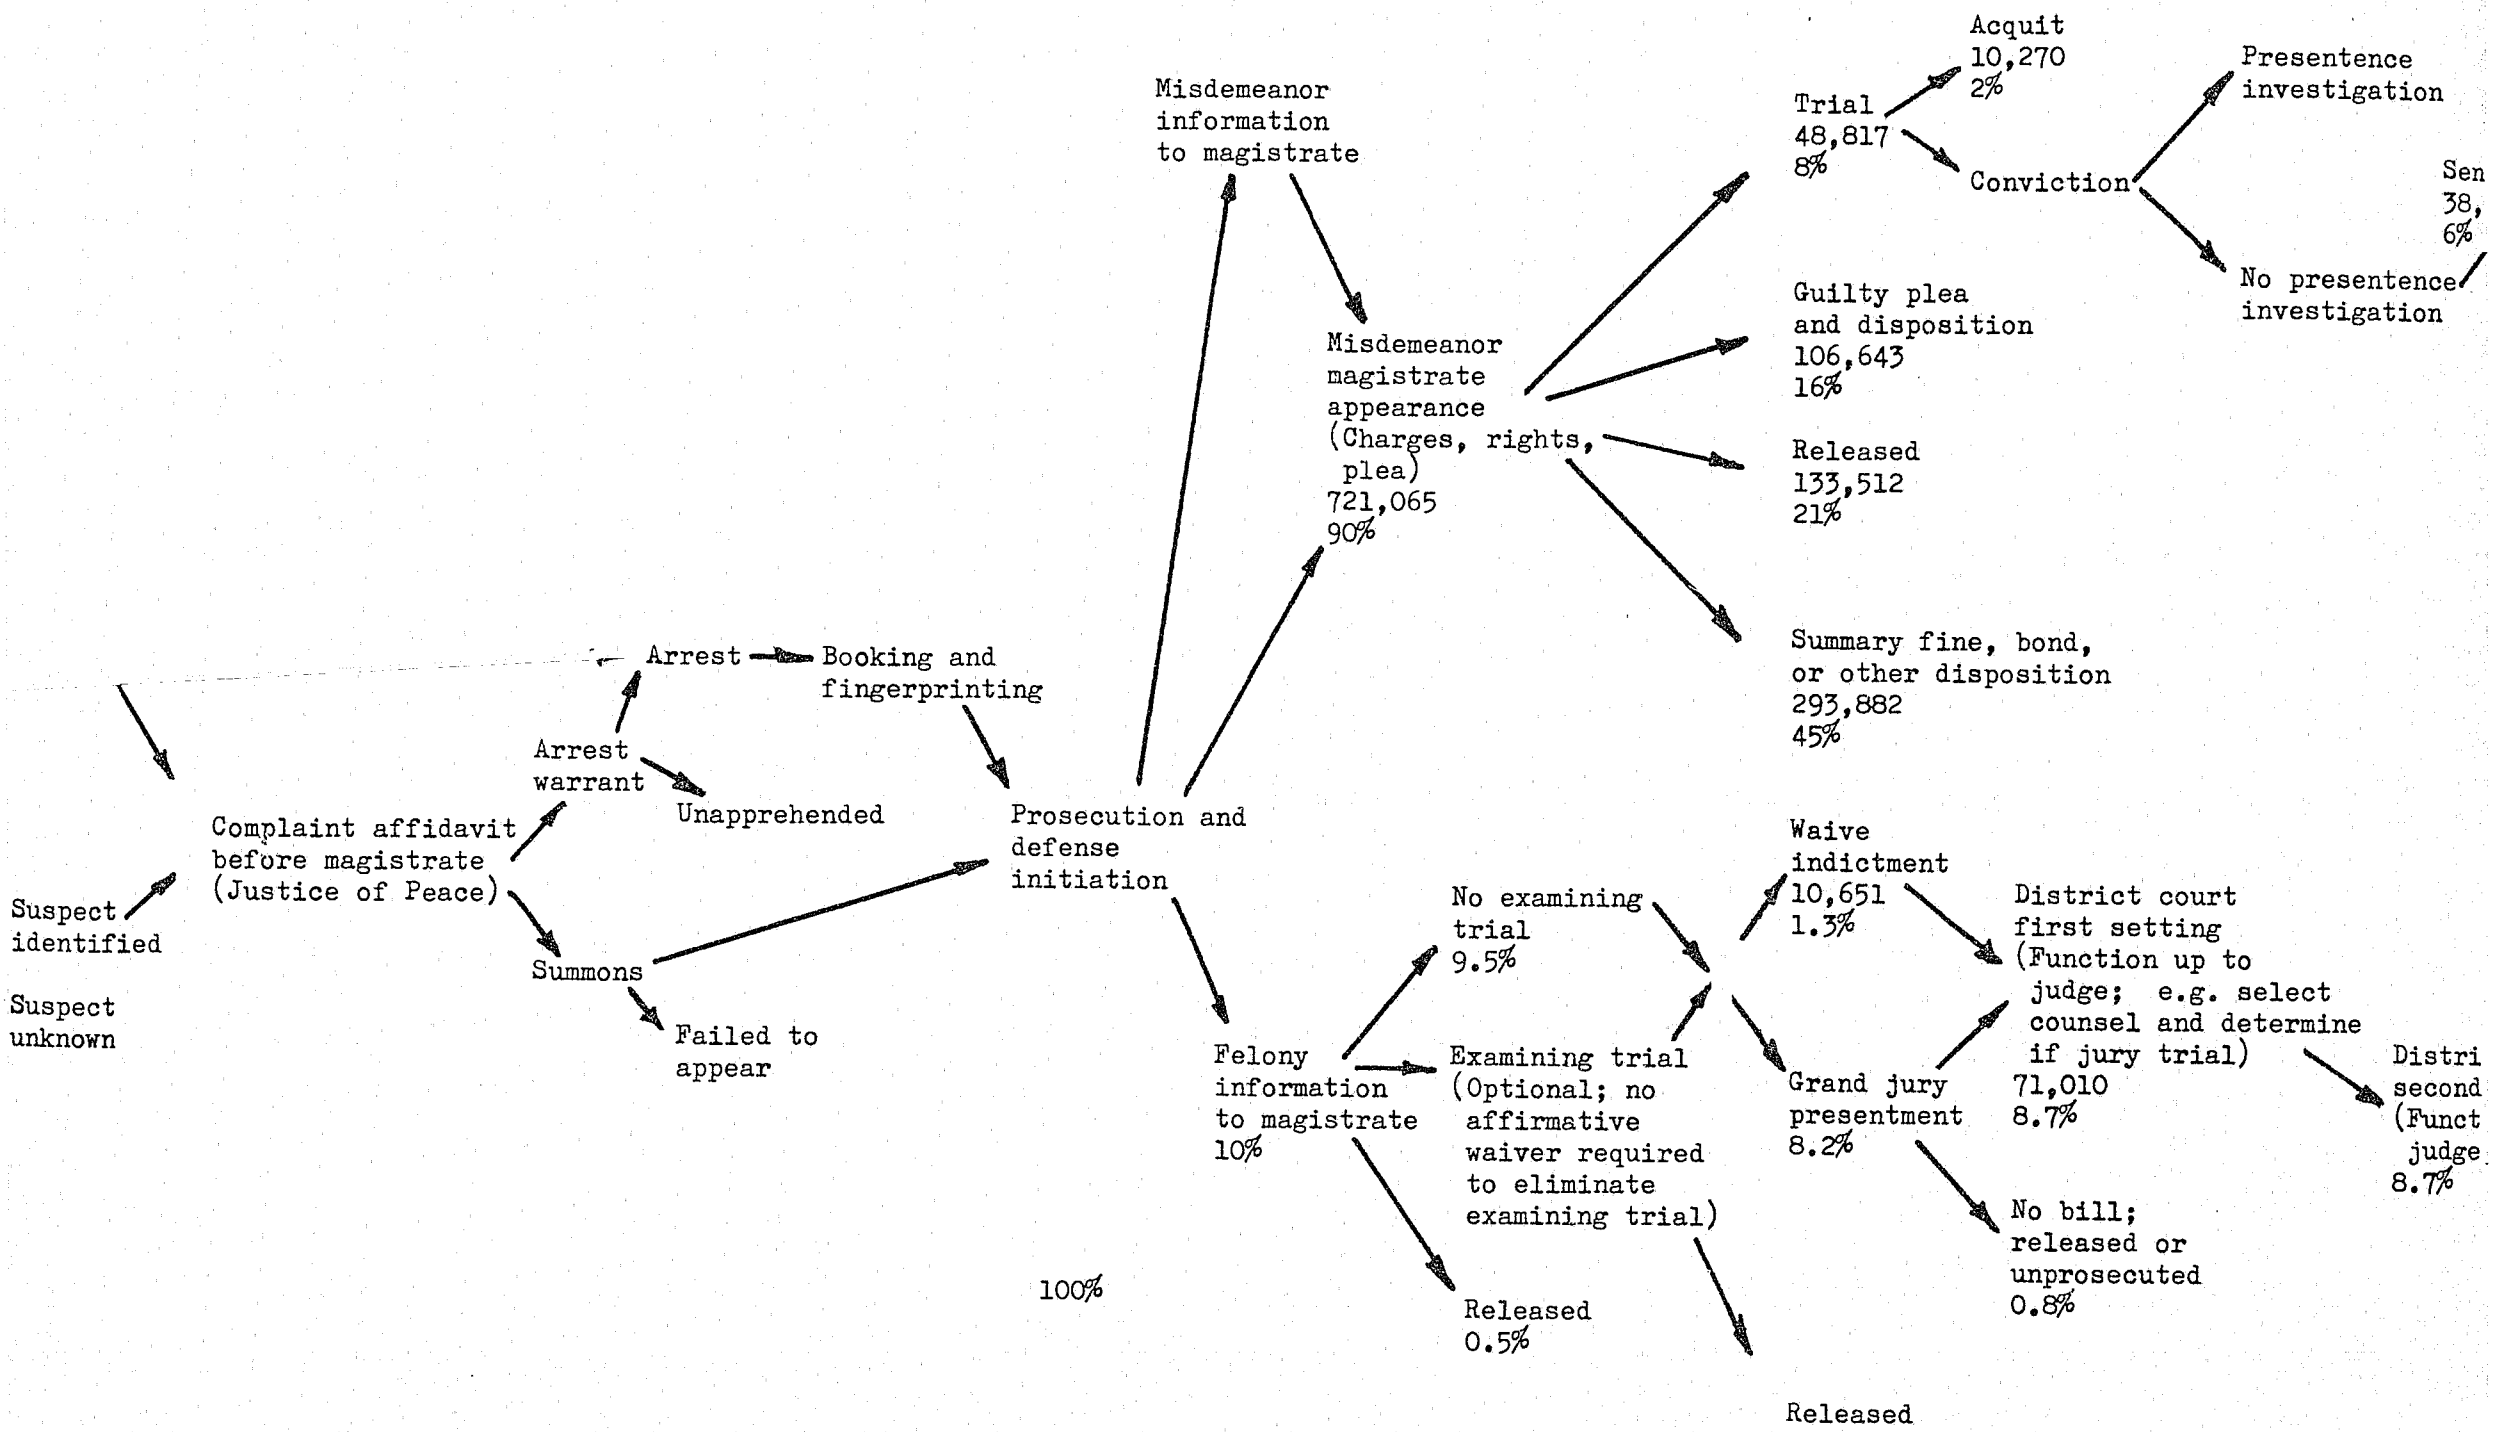 Acquit
10,270
2%
Presentence
investigation
Misdemeanor
information
to magistrate
Trial
48,817
8%
Conviction
Sen
38,
6%
No presentence
investigation
Guilty plea
and disposition
106,643
16%
Misdemeanor
magistrate
appearance
(Charges, rights,
plea)
721,065
90%
Released
133,512
21%
Summary fine, bond,
or other disposition
293,882
45%
Arrest
Booking and
fingerprinting
Arrest
warrant
Unapprehended
Complaint affidavit
before magistrate
(Justice of Peace)
Suspect
identified
Suspect
unknown
Summons
Failed to
appear
Prosecution and
defense
initiation
100%
Felony
information
to magistrate
10%
No examining
trial
9.5%
Examining trial
(Optional; no
affirmative
waiver required
to eliminate
examining trial)
Released
0.5%
Released
Waive
indictment
10,651
1.3%
Grand jury
presentment
8.2%
District court
first setting
(Function up to
judge; e.g. select
counsel and determine
if jury trial)
71,010
8.7%
No bill;
released or
unprosecuted
0.8%
Distri
second
(Funct
judge
8.7%